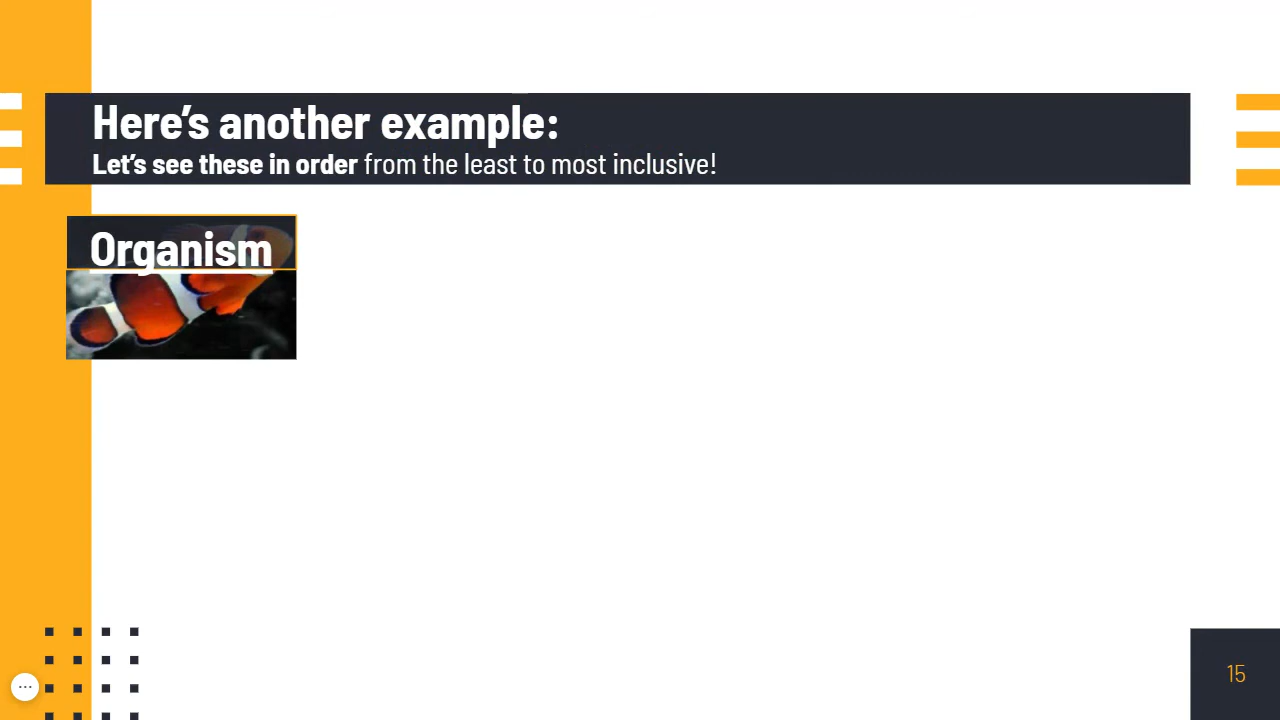 Here’s another example:
Let’s see these in order from the least to most inclusive!
Organism
15